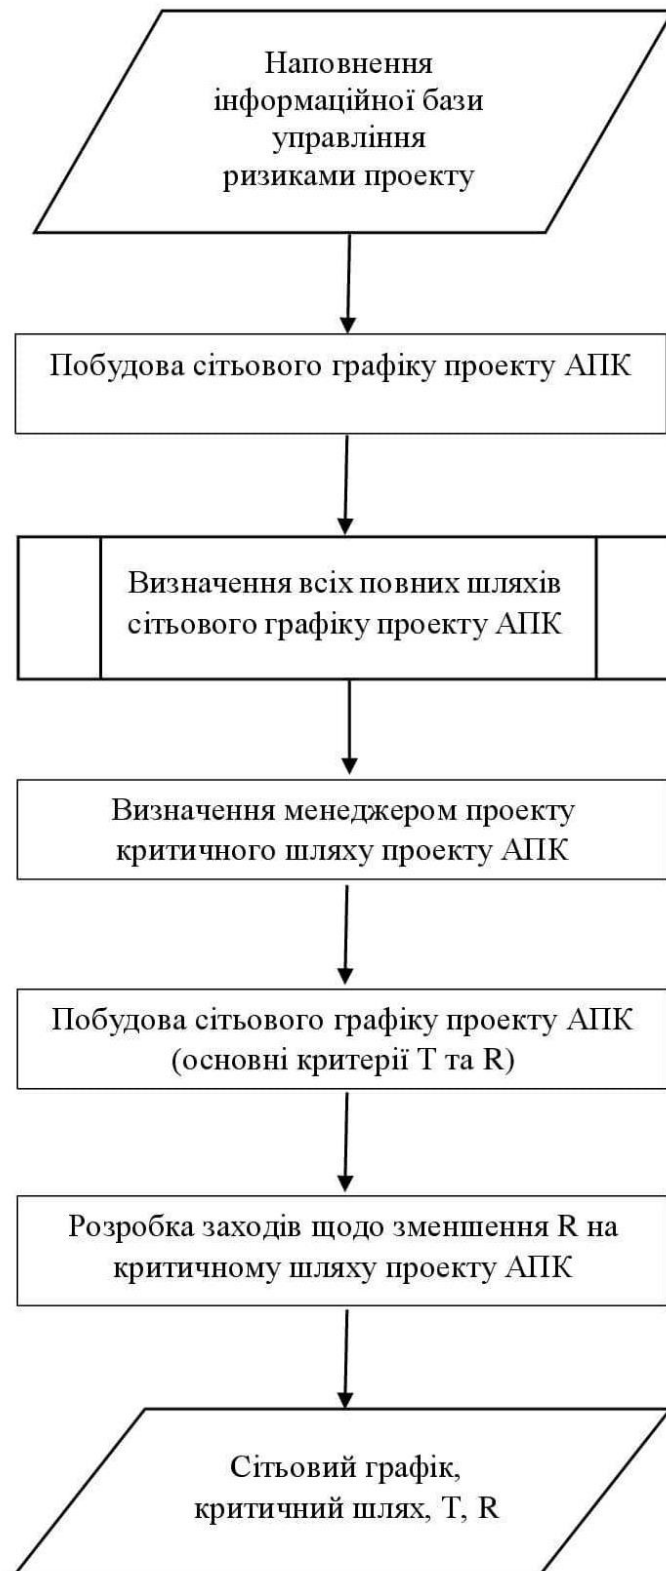 Наповнення
інформаційної бази
управління
ризиками проекту
Побудова сітьового графіку проекту АПК
Визначення всіх повних шляхів
сітьового графіку проекту АПК
Визначення менеджером проекту
критичного шляху проекту АПК
Побудова сітьового графіку проекту АПК
(основні критерії T та R)
Розробка заходів щодо зменшення R на
критичному шляху проекту АПК
Сітьовий графік,
критичний шлях, T, R